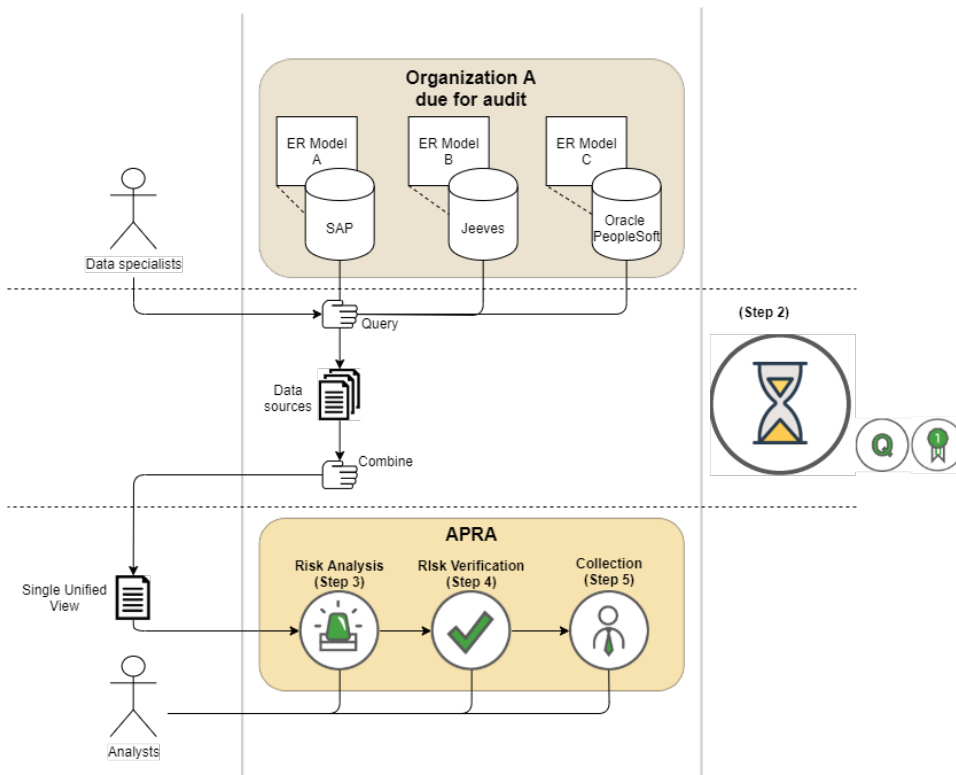 Organization A
due for audit
ER Model
A
ER Model
B
ER Model
C
SAP
Jeeves
Oracle
PeopleSoft
Data specialists
Query
(Step 2)
Data
sources
Q
1
Combine
APRA
Risk Analysis
(Step 3)
RIsk Verification
(Step 4)
Collection
(Step 5)
Single Unified
View
Analysts